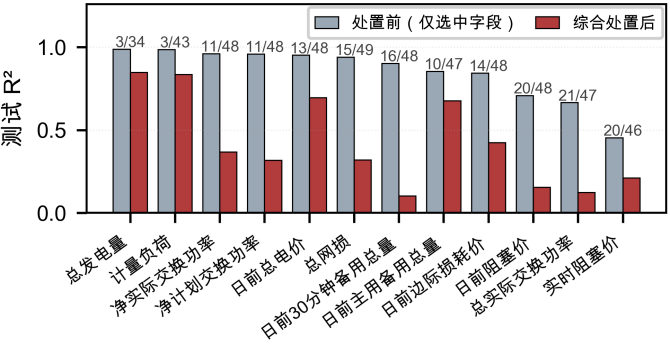 处置前（仅选中字段）
综合处置后
测试 R²
1.0
0.5
0.0
3/34
3/43
11/48
11/48
13/48
15/49
16/48
10/47
14/48
20/48
21/47
20/46
总发电量
计量负荷
净实际交换功率
净计划交换功率
日前总电价
总网损
日前30分钟备用总量
日前主用备用总量
日前边际损耗价
日前阻塞价
总实际交换功率
实时阻塞价